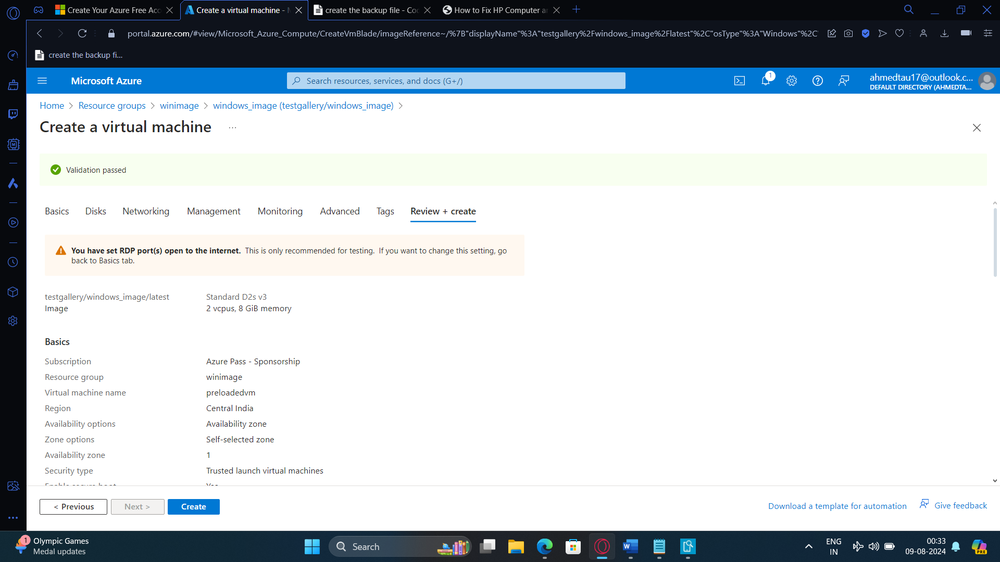 Create Your Azure Free Acc
Create a virtual machine - M
create the backup file - Coo
How to Fix HP Computer a
portal.azure.com/#view/Microsoft_Azure_Compute/CreateVmBlade/imageReference~/%7B"displayName"%3A"testgallery%2Fwindows_image%2Flatest"%2C"osType"%3A"Windows"%2C"
create the backup fi...
Microsoft Azure
Search resources, services, and docs (G+/)
1
ahmedtau17@outlook.c...
DEFAULT DIRECTORY (AHMEDTA...
Home > Resource groups > winimage > windows_image (testgallery/windows_image) >
Create a virtual machine ...
Validation passed
Basics Disks Networking Management Monitoring Advanced Tags Review + create
You have set RDP port(s) open to the internet. This is only recommended for testing. If you want to change this setting, go
back to Basics tab.
testgallery/windows_image/latest Standard D2s v3
Image 2 vcpus, 8 GiB memory
Basics
Subscription Azure Pass - Sponsorship
Resource group winimage
Virtual machine name preloadedvm
Region Central India
Availability options Availability zone
Zone options Self-selected zone
Availability zone 1
Security type Trusted launch virtual machines
Enable secure boot Yes
< Previous Next > Create
Download a template for automation Give feedback
1
Olympic Games
Medal updates
Search
ENG
IN
00:33
09-08-2024
PRE